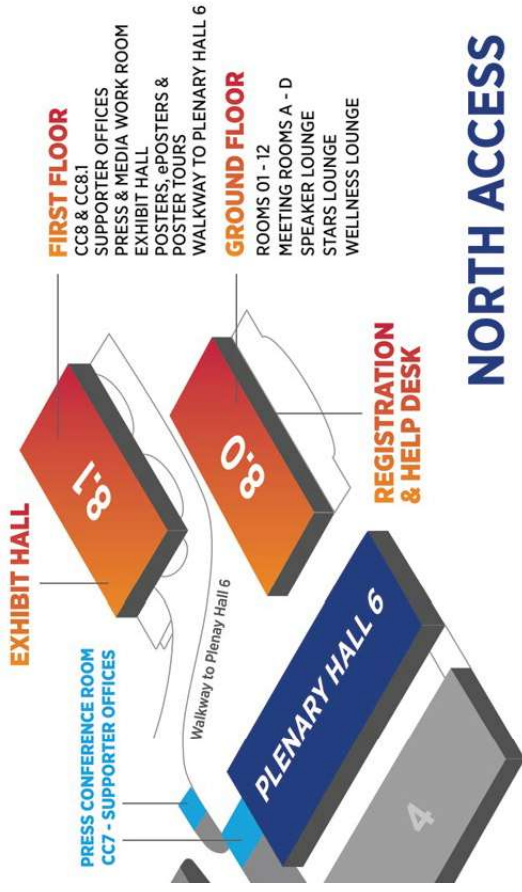 EXHIBIT HALL
FIRST FLOOR
CC8 & CC8.1
SUPPORTER OFFICES
PRESS & MEDIA WORK ROOM
EXHIBIT HALL
POSTERS, ePOSTERS &
POSTER TOURS
WALKWAY TO PLENARY HALL 6
8.1
PRESS CONFERENCE ROOM
CC7 - SUPPORTER OFFICES
Walkway to Plenay Hall 6
8.0
GROUND FLOOR
ROOMS 01 - 12
MEETING ROOMS A - D
SPEAKER LOUNGE
STARS LOUNGE
WELLNESS LOUNGE
REGISTRATION
& HELP DESK
PLENARY HALL 6
4
NORTH ACCESS